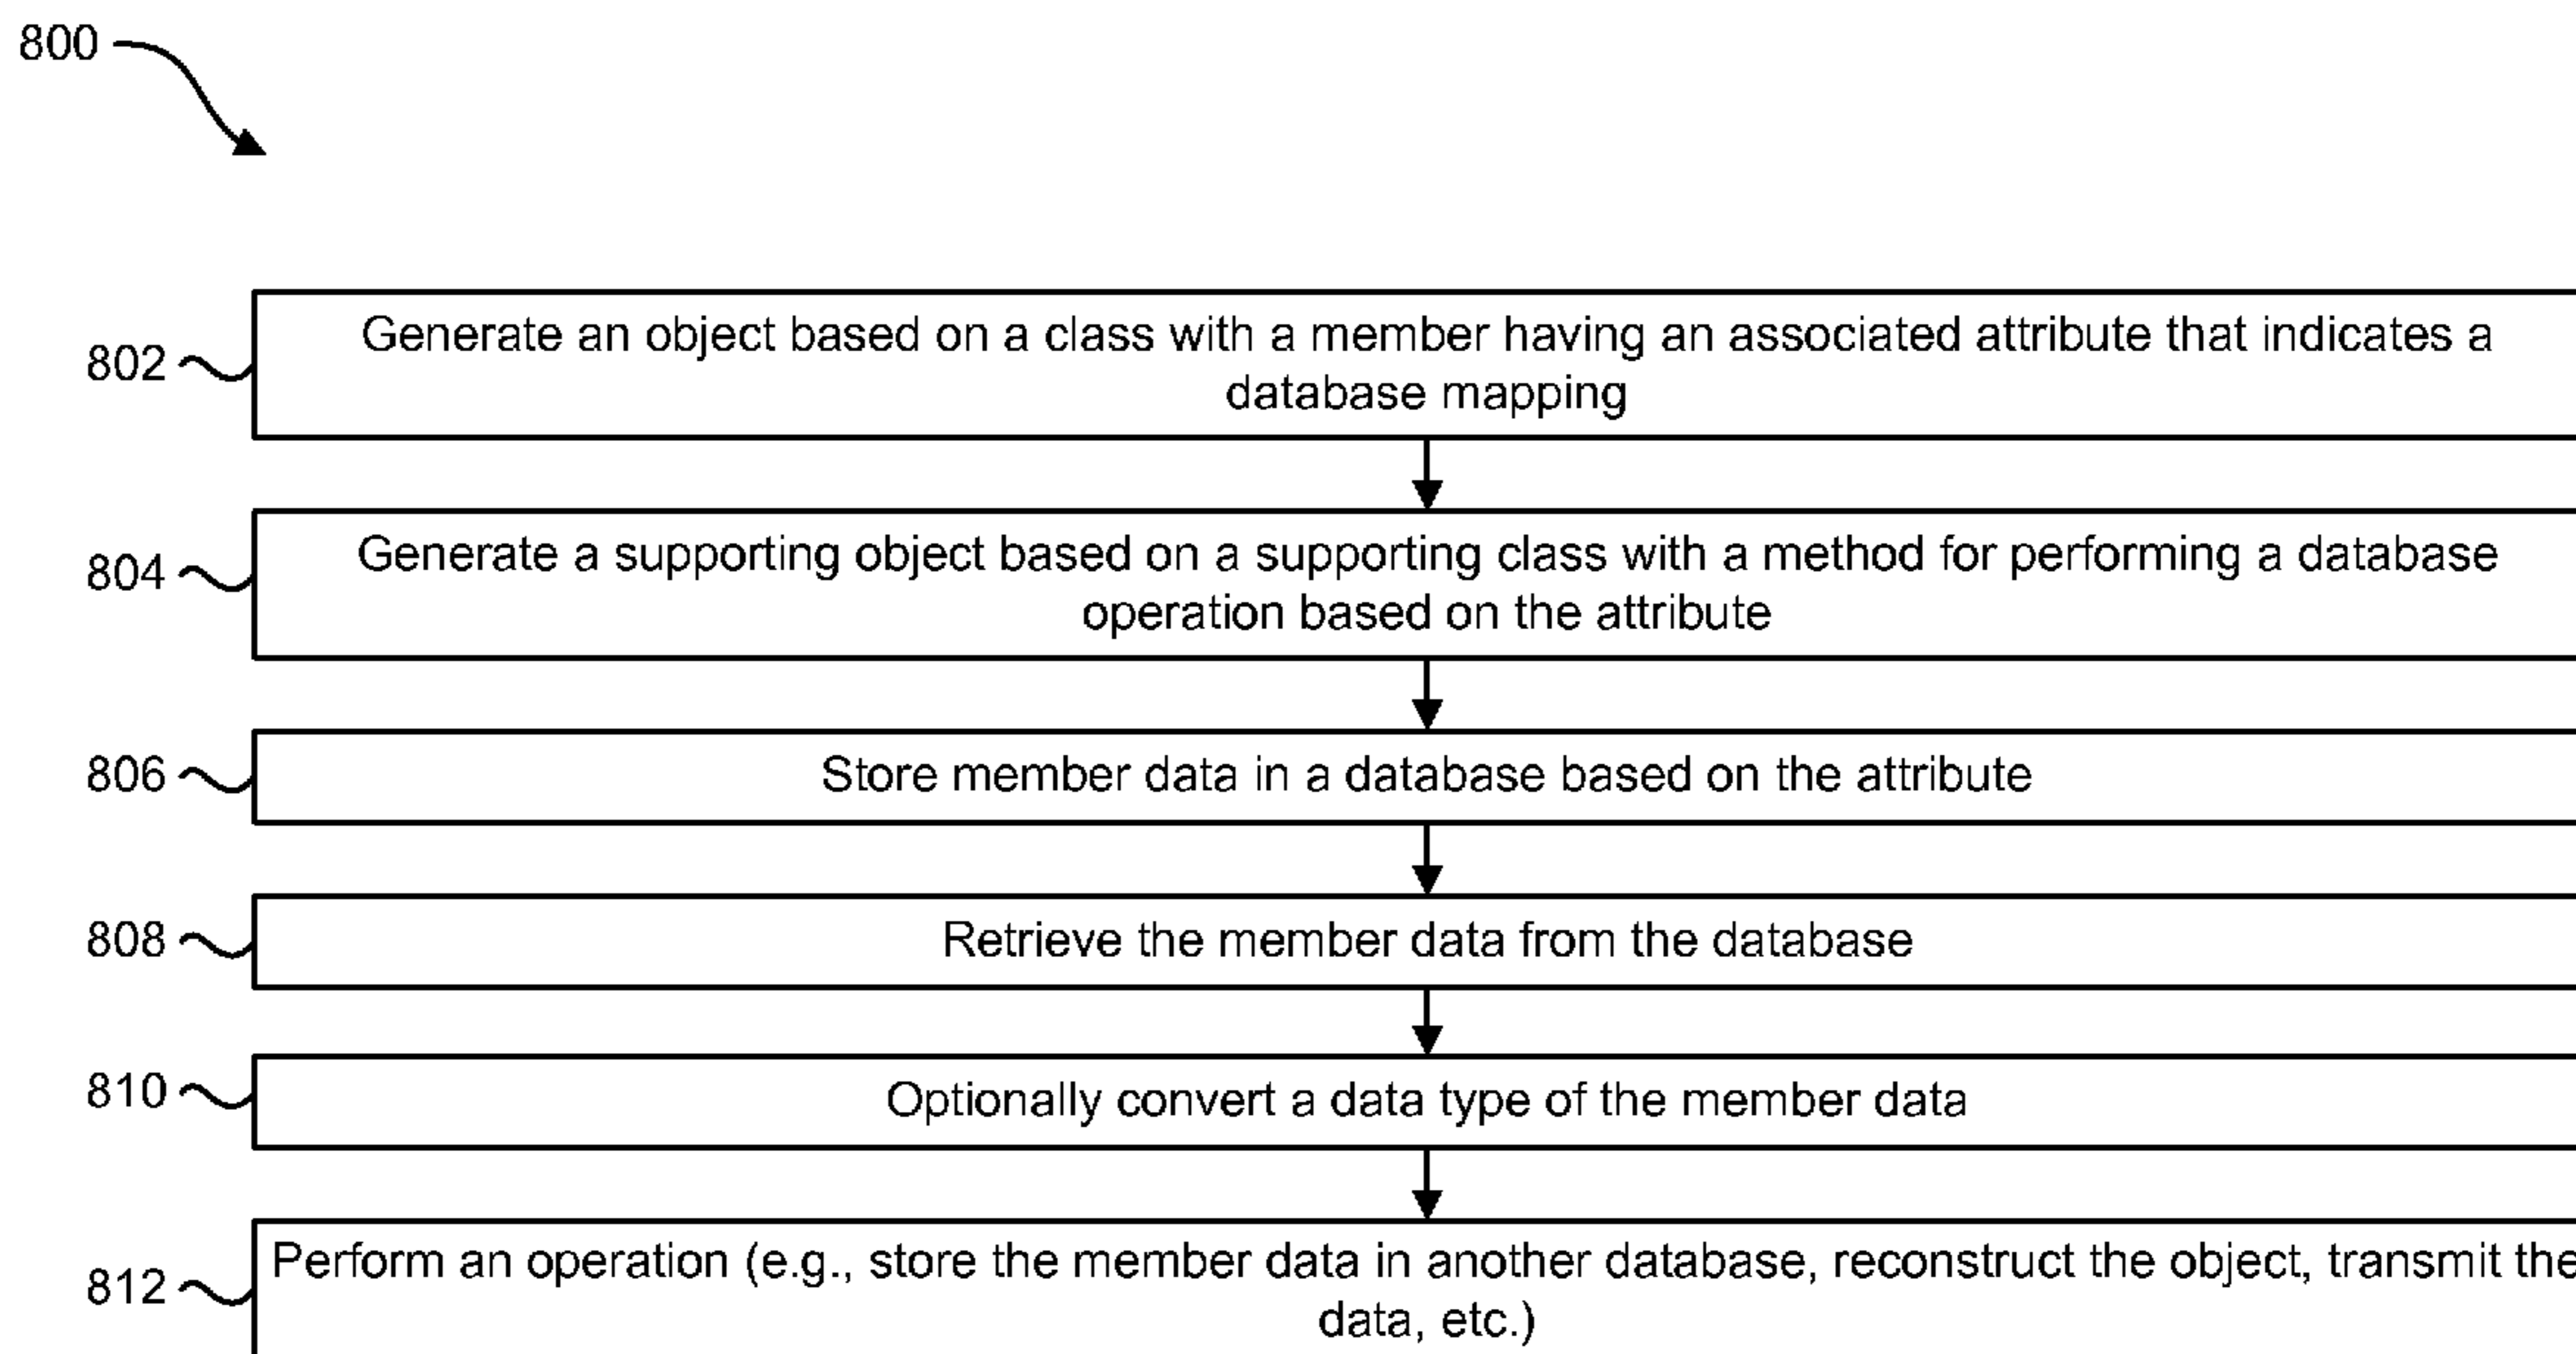 800
802
Generate an object based on a class with a member having an associated attribute that indicates a
database mapping
804
Generate a supporting object based on a supporting class with a method for performing a database
operation based on the attribute
806
Store member data in a database based on the attribute
808
Retrieve the member data from the database
810
Optionally convert a data type of the member data
812
Perform an operation (e.g., store the member data in another database, reconstruct the object, transmit the
data, etc.)